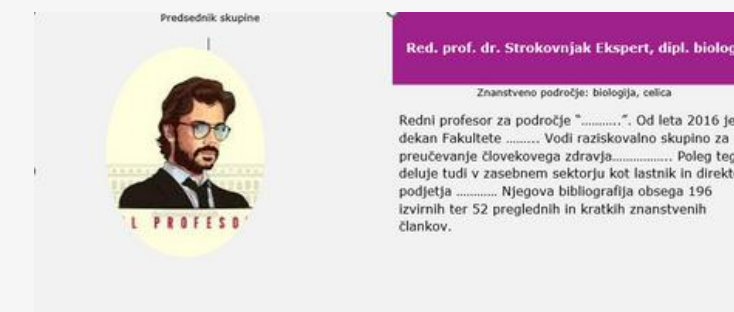 Predsednik skupine
L PROFESO
Red. prof. dr. Strokovnjak Ekspert, dipl. biolog
Znanstveno področje: biologija, celica
Redni profesor za področje “...........”. Od leta 2016 je
dekan Fakultete ......... Vodi raziskovalno skupino za
preučevanje človekovega zdravja................. Poleg teg
deluje tudi v zasebnem sektorju kot lastnik in direkt
podjetja ............ Njegova bibliografija obsega 196
izvirnih ter 52 preglednih in kratkih znanstvenih
člankov.